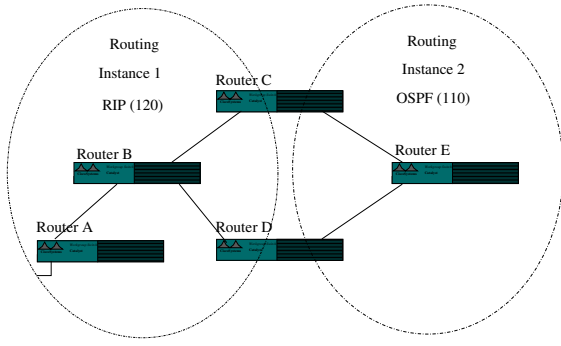 Routing
Instance 1
RIP (120)
Routing
Instance 2
OSPF (110)
Router C
Router B
Router E
Router A
Router D